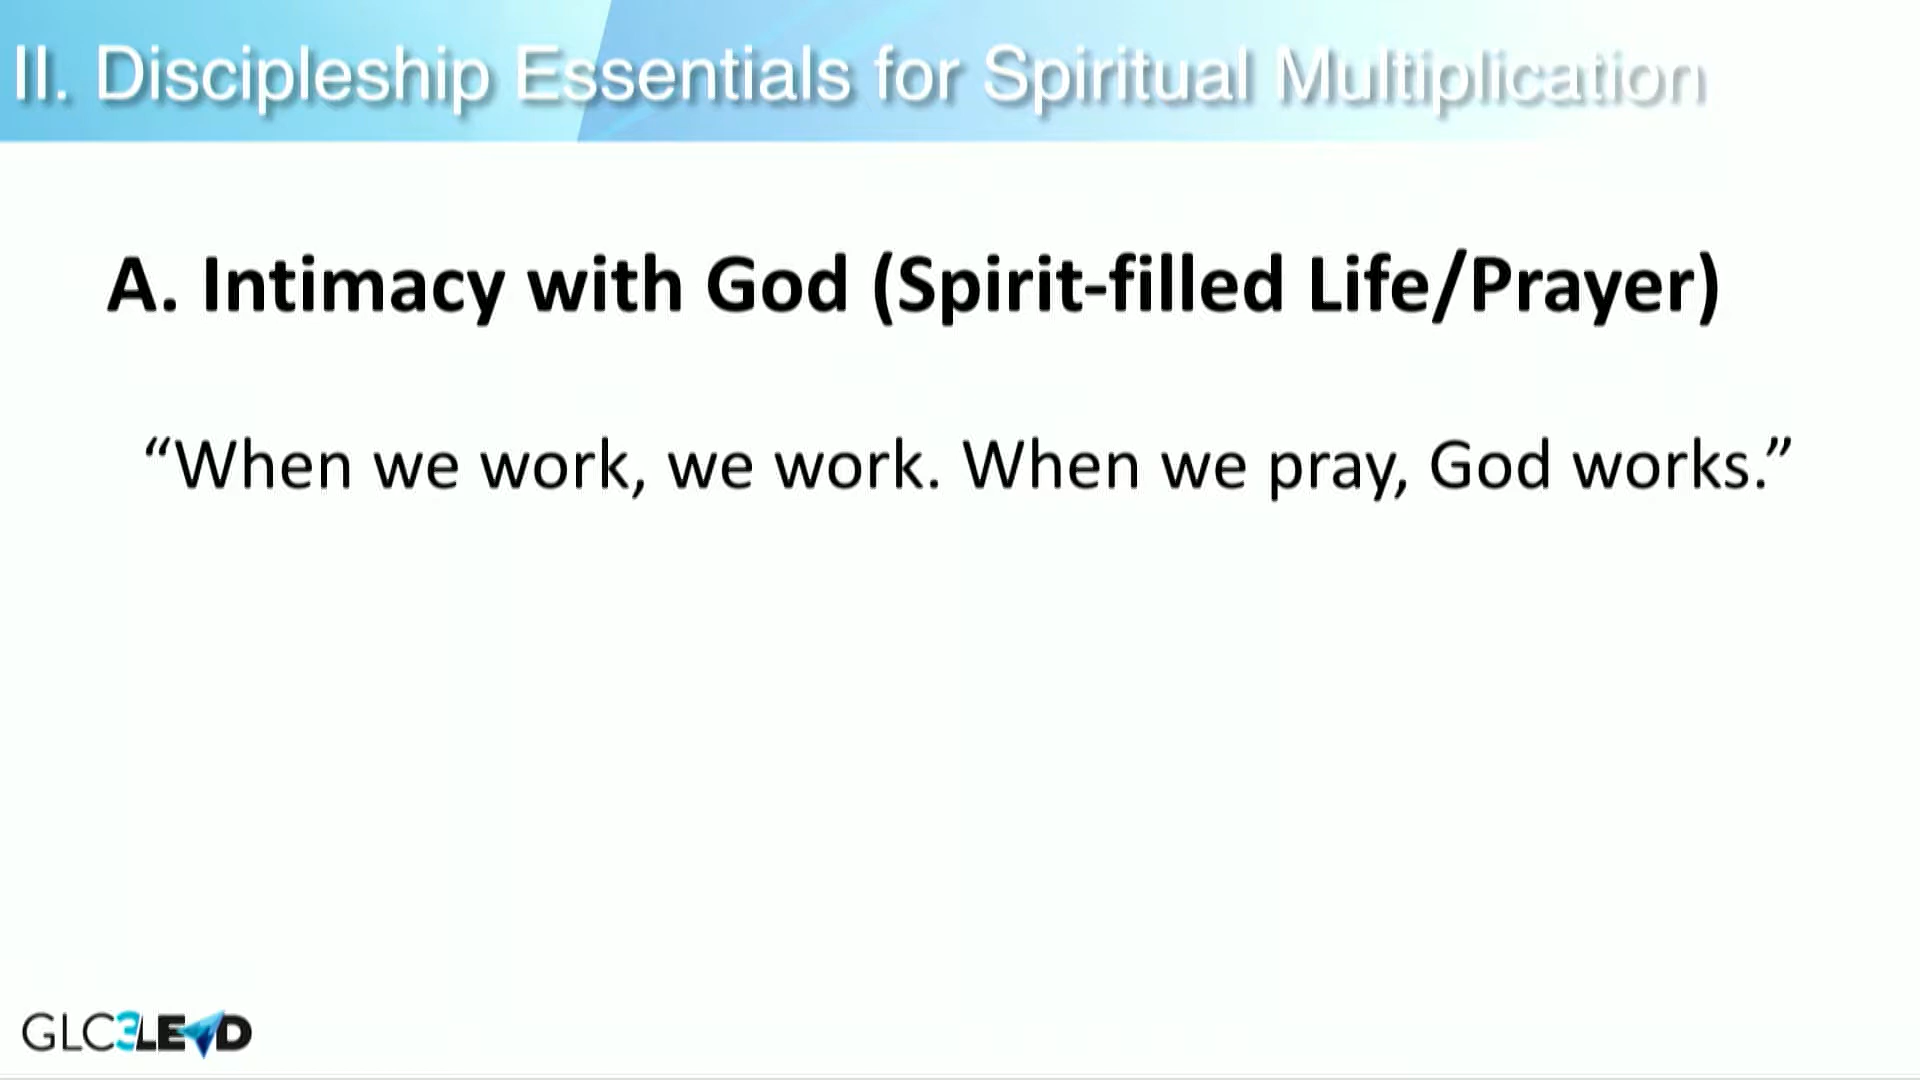 II. Discipleship Essentials for Spiritual Multiplication
A. Intimacy with God (Spirit-filled Life/Prayer)
“When we work, we work. When we pray, God works.”
GLC3LEAD